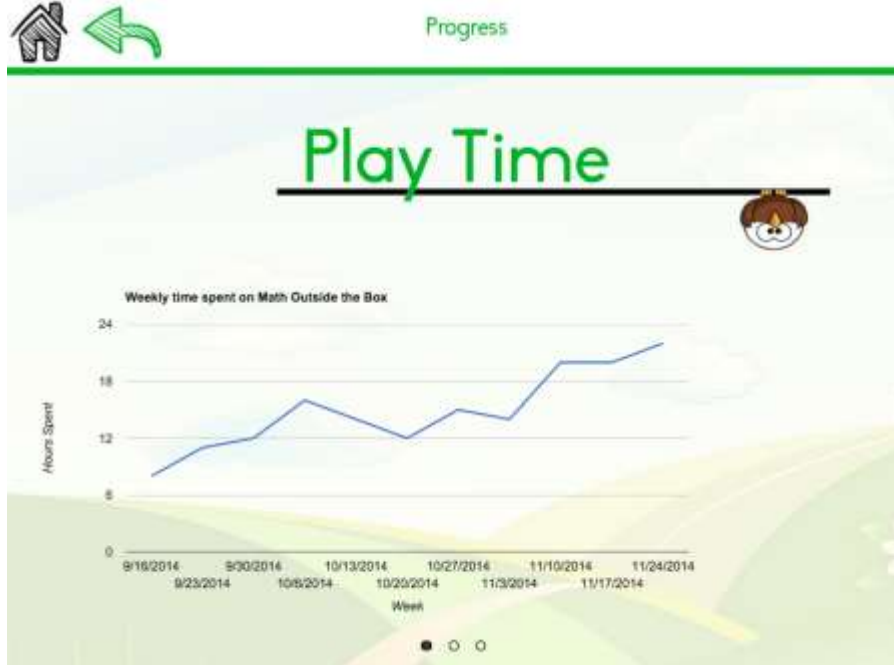 Progress
Play Time
Weekly time spent on Math Outside the Box
24
18
12
6
0
Hours Spent
9/16/2014 9/30/2014 10/13/2014 10/27/2014 11/10/2014 11/24/2014
9/23/2014 10/6/2014 10/20/2014 11/3/2014 11/17/2014
Week